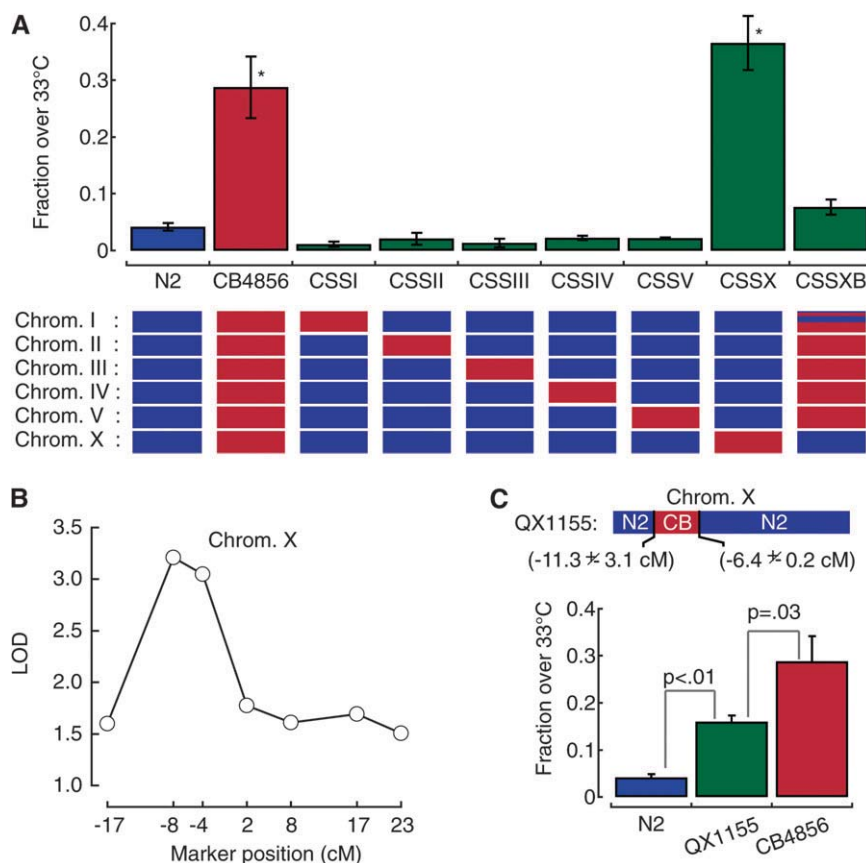 A
Fraction over 33°C
0.4
0.3
0.2
0.1
0
*
*
N2 CB4856 CSSI CSSII CSSIII CSSIV CSSV CSSX CSSXB
Chrom. I :
Chrom. II :
Chrom. III :
Chrom. IV :
Chrom. V :
Chrom. X :
B
Chrom. X
LOD
3.5
3.0
2.5
2.0
1.5
1.0
-17 -8 -4 2 8 17 23
Marker position (cM)
C
Chrom. X
QX1155: N2 CB N2
(-11.3 +⁄- 3.1 cM) (-6.4 +⁄- 0.2 cM)
Fraction over 33°C
0.4
0.3
0.2
0.1
0
p=.03
p<.01
N2 QX1155 CB4856